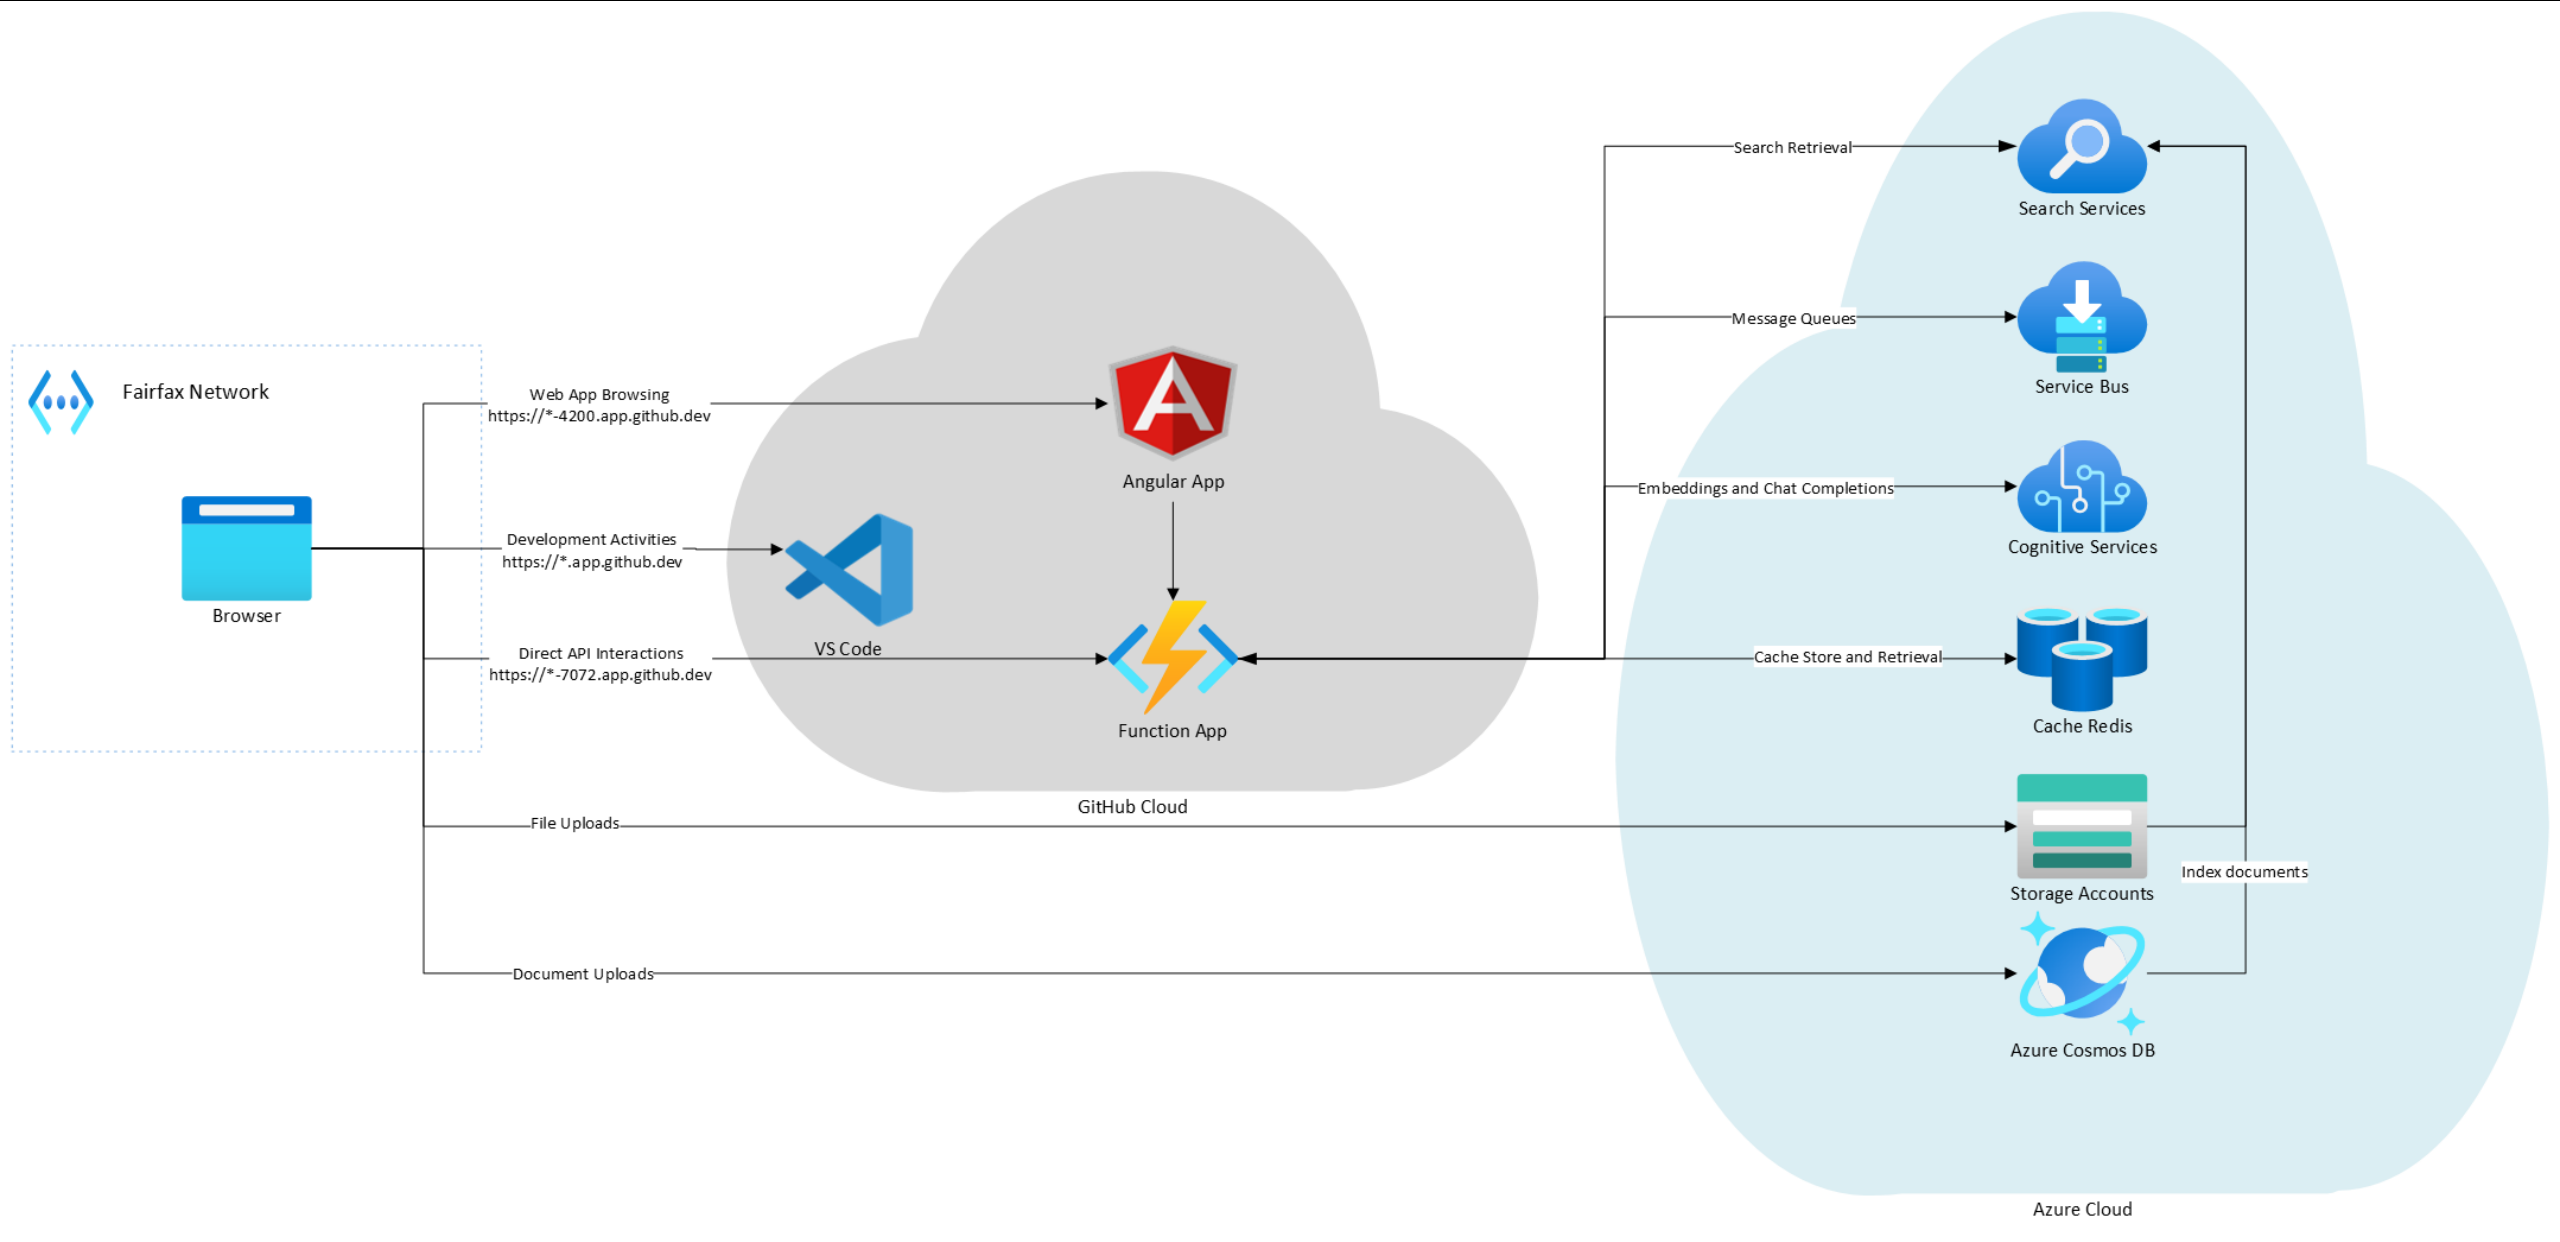 Fairfax Network
Browser
Web App Browsing
https://*-4200.app.github.dev
Development Activities
https://*.app.github.dev
Direct API Interactions
https://*-7072.app.github.dev
File Uploads
Document Uploads
Angular App
VS Code
Function App
GitHub Cloud
Search Retrieval
Message Queues
Embeddings and Chat Completions
Cache Store and Retrieval
Search Services
Service Bus
Cognitive Services
Cache Redis
Storage Accounts
Index documents
Azure Cosmos DB
Azure Cloud